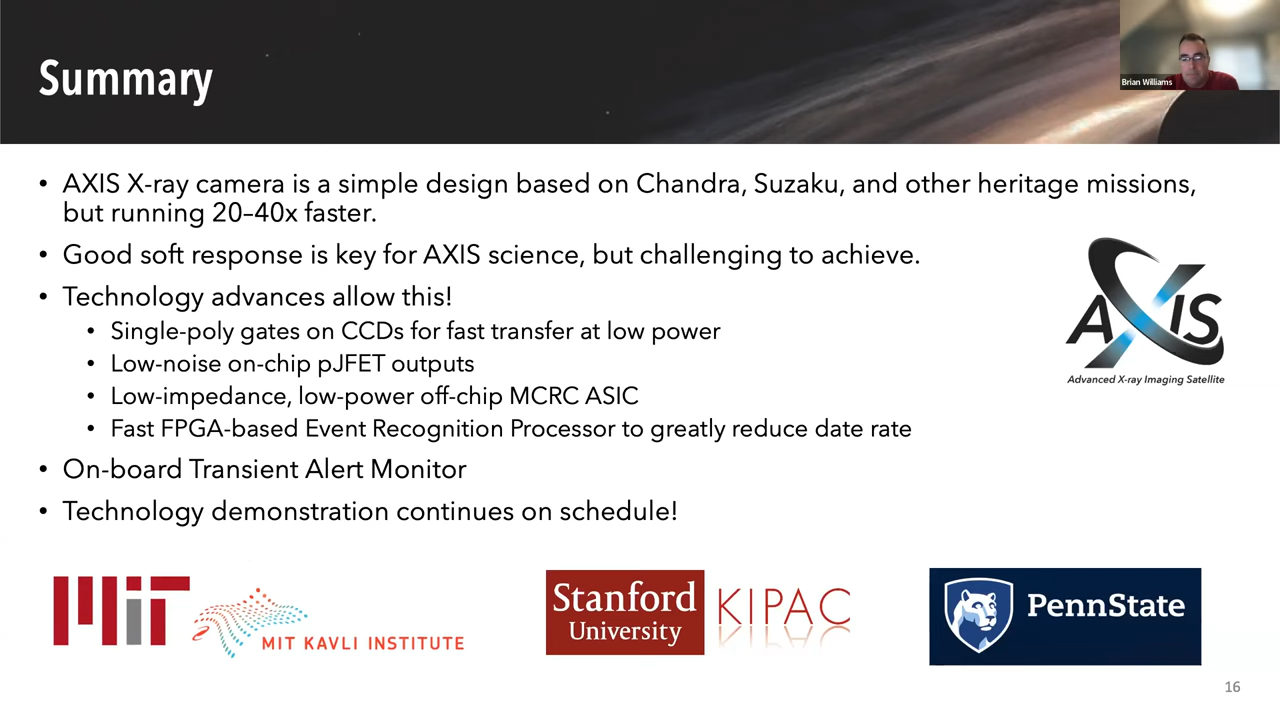 Summary
Brian Williams
• AXIS X-ray camera is a simple design based on Chandra, Suzaku, and other heritage missions,
but running 20–40x faster.
• Good soft response is key for AXIS science, but challenging to achieve.
• Technology advances allow this!
• Single-poly gates on CCDs for fast transfer at low power
• Low-noise on-chip pJFET outputs
• Low-impedance, low-power off-chip MCRC ASIC
• Fast FPGA-based Event Recognition Processor to greatly reduce date rate
• On-board Transient Alert Monitor
• Technology demonstration continues on schedule!
AXIS
Advanced X-ray Imaging Satellite
MIT
MIT KAVLI INSTITUTE
Stanford
University
KIPAC
PennState
16